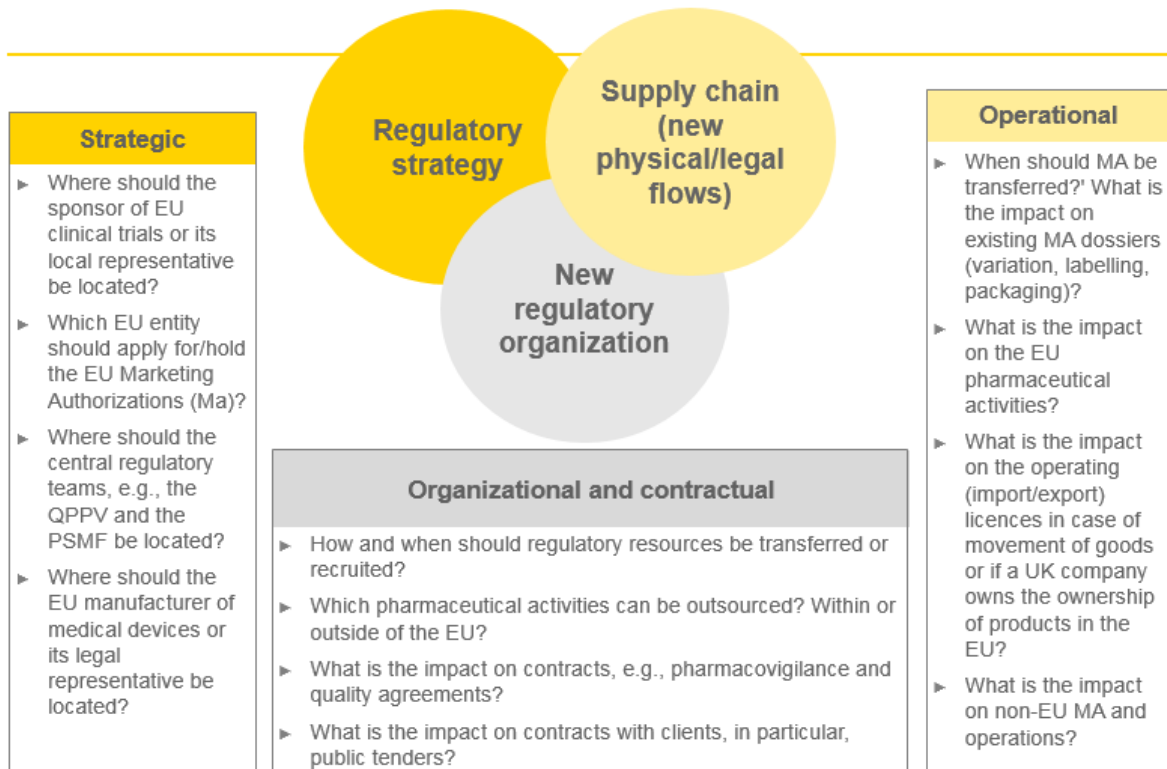 Regulatory
strategy
Supply chain
(new
physical/legal
flows)
New
regulatory
organization
Strategic
► Where should the
sponsor of EU
clinical trials or its
local representative
be located?
► Which EU entity
should apply for/hold
the EU Marketing
Authorizations (Ma)?
► Where should the
central regulatory
teams, e.g., the
QPPV and the
PSMF be located?
► Where should the
EU manufacturer of
medical devices or
its legal
representative be
located?
Organizational and contractual
► How and when should regulatory resources be transferred or
recruited?
► Which pharmaceutical activities can be outsourced? Within or
outside of the EU?
► What is the impact on contracts, e.g., pharmacovigilance and
quality agreements?
► What is the impact on contracts with clients, in particular,
public tenders?
Operational
► When should MA be
transferred?' What is
the impact on
existing MA dossiers
(variation, labelling,
packaging)?
► What is the impact
on the EU
pharmaceutical
activities?
► What is the impact
on the operating
(import/export)
licences in case of
movement of goods
or if a UK company
owns the ownership
of products in the
EU?
► What is the impact
on non-EU MA and
operations?